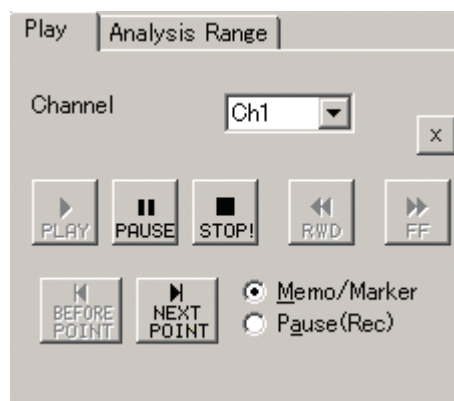 Play Analysis Range
Channel Ch1
x
PLAY PAUSE STOP! RWD FF
BEFORE POINT NEXT POINT Memo/Marker
Pause(Rec)